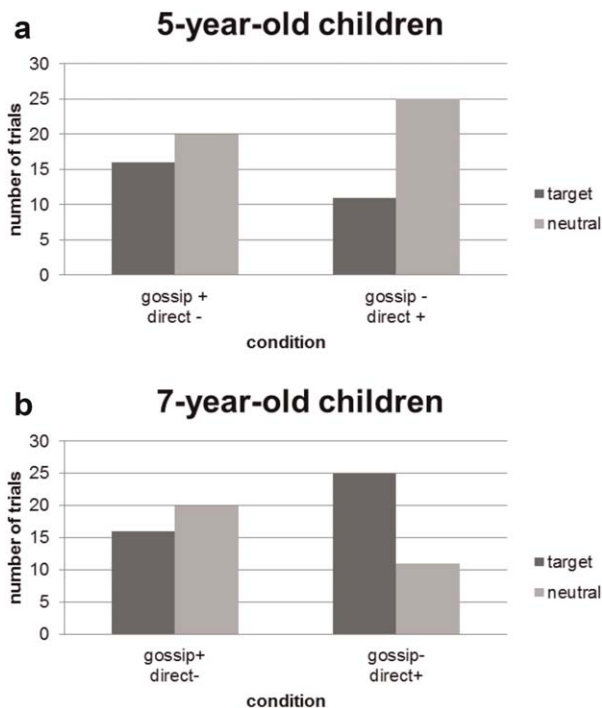 a
5-year-old children
30
25
20
15
10
5
0
number of trials
gossip + gossip -
direct - direct +
condition
target
neutral
b
7-year-old children
30
25
20
15
10
5
0
number of trials
gossip+ gossip-
direct- direct+
condition
target
neutral